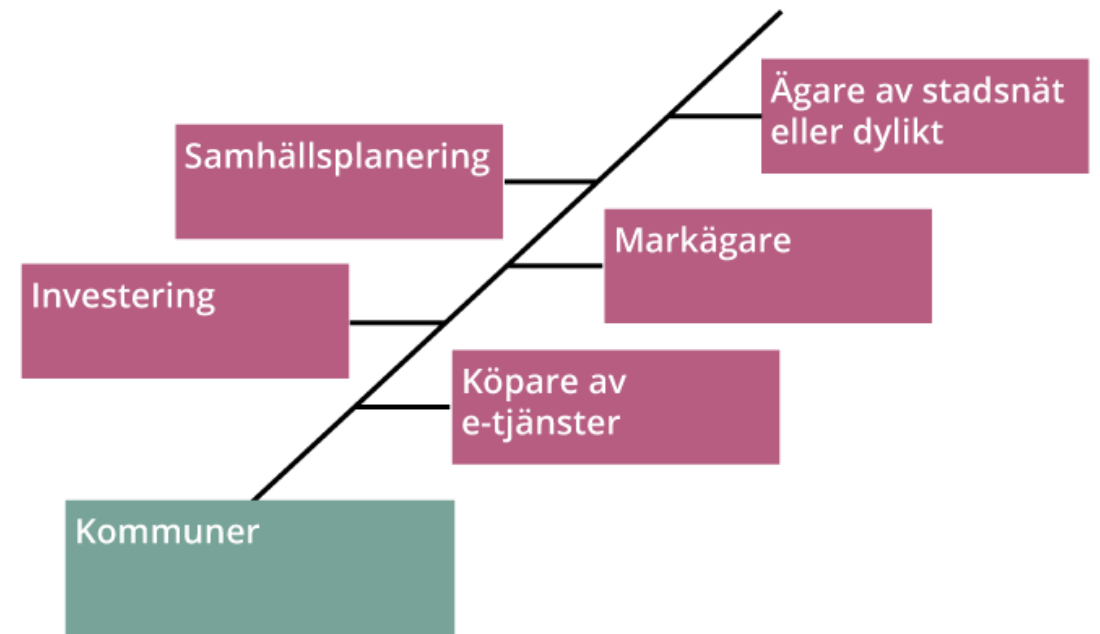 Ägare av stadsnät
eller dylikt
Samhällsplanering
Markägare
Investering
Köpare av
e-tjänster
Kommuner